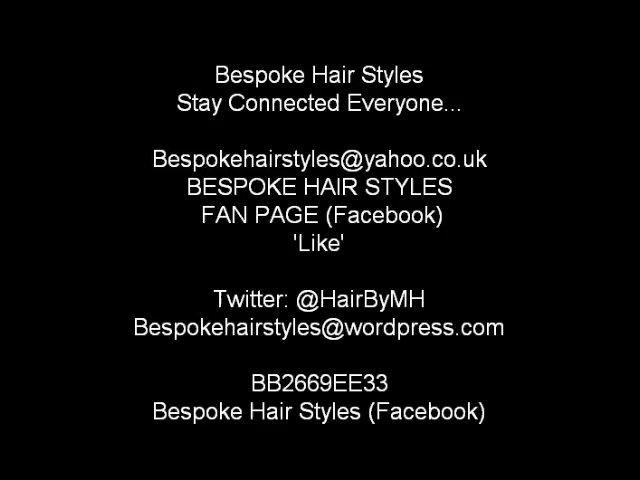 Bespoke Hair Styles
Stay Connected Everyone...
Bespokehairstyles@yahoo.co.uk
BESPOKE HAIR STYLES
FAN PAGE (Facebook)
'Like'
Twitter: @HairByMH
Bespokehairstyles@wordpress.com
BB2669EE33
Bespoke Hair Styles (Facebook)